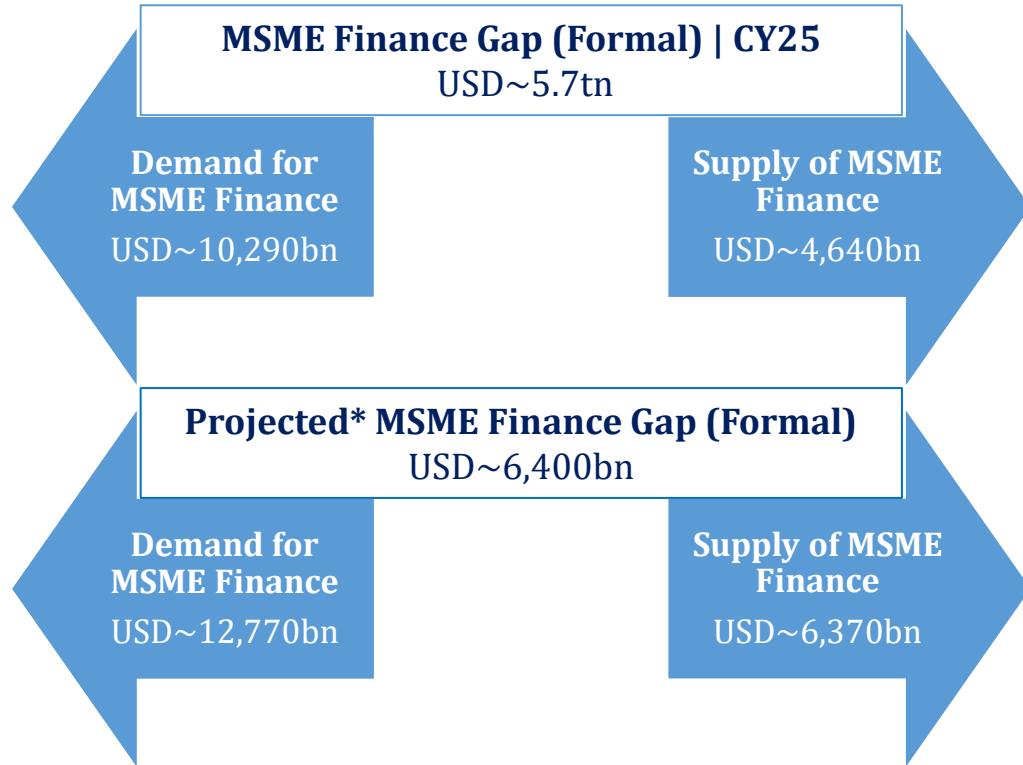 MSME Finance Gap (Formal) | CY25
USD~5.7tn
Demand for
MSME Finance
USD~10,290bn
Supply of MSME
Finance
USD~4,640bn
Projected* MSME Finance Gap (Formal)
USD~6,400bn
Demand for
MSME Finance
USD~12,770bn
Supply of MSME
Finance
USD~6,370bn